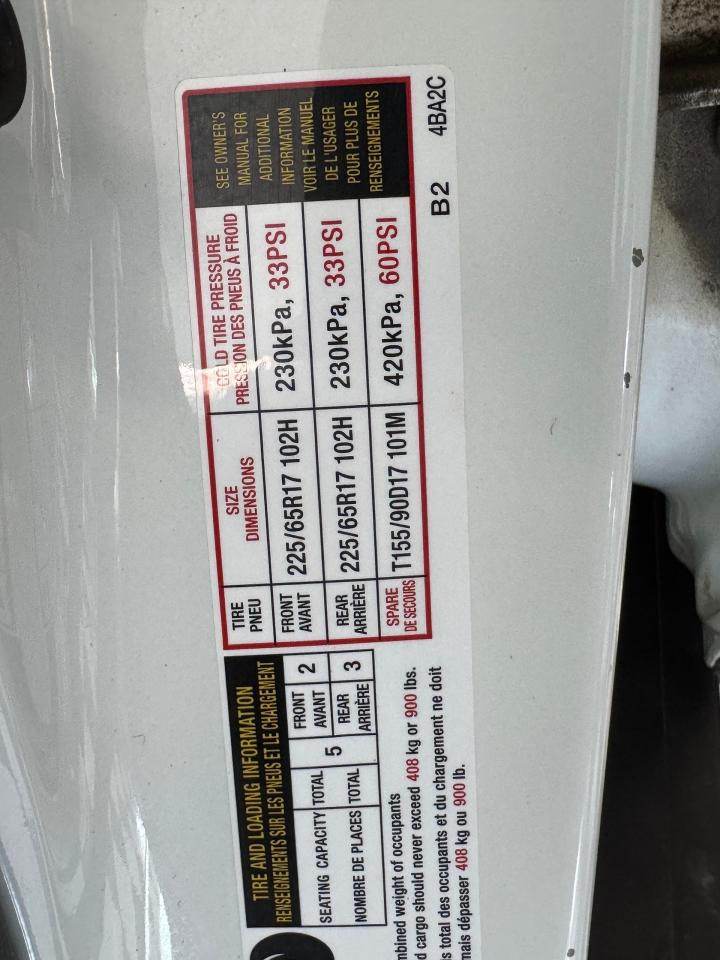 TIRE AND LOADING INFORMATION
RENSEIGNEMENTS SUR LES PNEUS ET LE CHARGEMENT
SEATING CAPACITY
NOMBRE DE PLACES
TOTAL
TOTAL
5
FRONT
AVANT
2
REAR
ARRIÈRE
3
mbined weight of occupants
d cargo should never exceed 408 kg or 900 lbs.
s total des occupants et du chargement ne doit
mais dépasser 408 kg ou 900 lb.
TIRE
PNEU
SIZE
DIMENSIONS
COLD TIRE PRESSURE
PRESSION DES PNEUS À FROID
FRONT
AVANT
225/65R17 102H
230kPa, 33PSI
REAR
ARRIÈRE
225/65R17 102H
230kPa, 33PSI
SPARE
DE SECOURS
T155/90D17 101M
420kPa, 60PSI
SEE OWNER'S
MANUAL FOR
ADDITIONAL
INFORMATION
VOIR LE MANUEL
DE L'USAGER
POUR PLUS DE
RENSEIGNEMENTS
B2 4BA2C